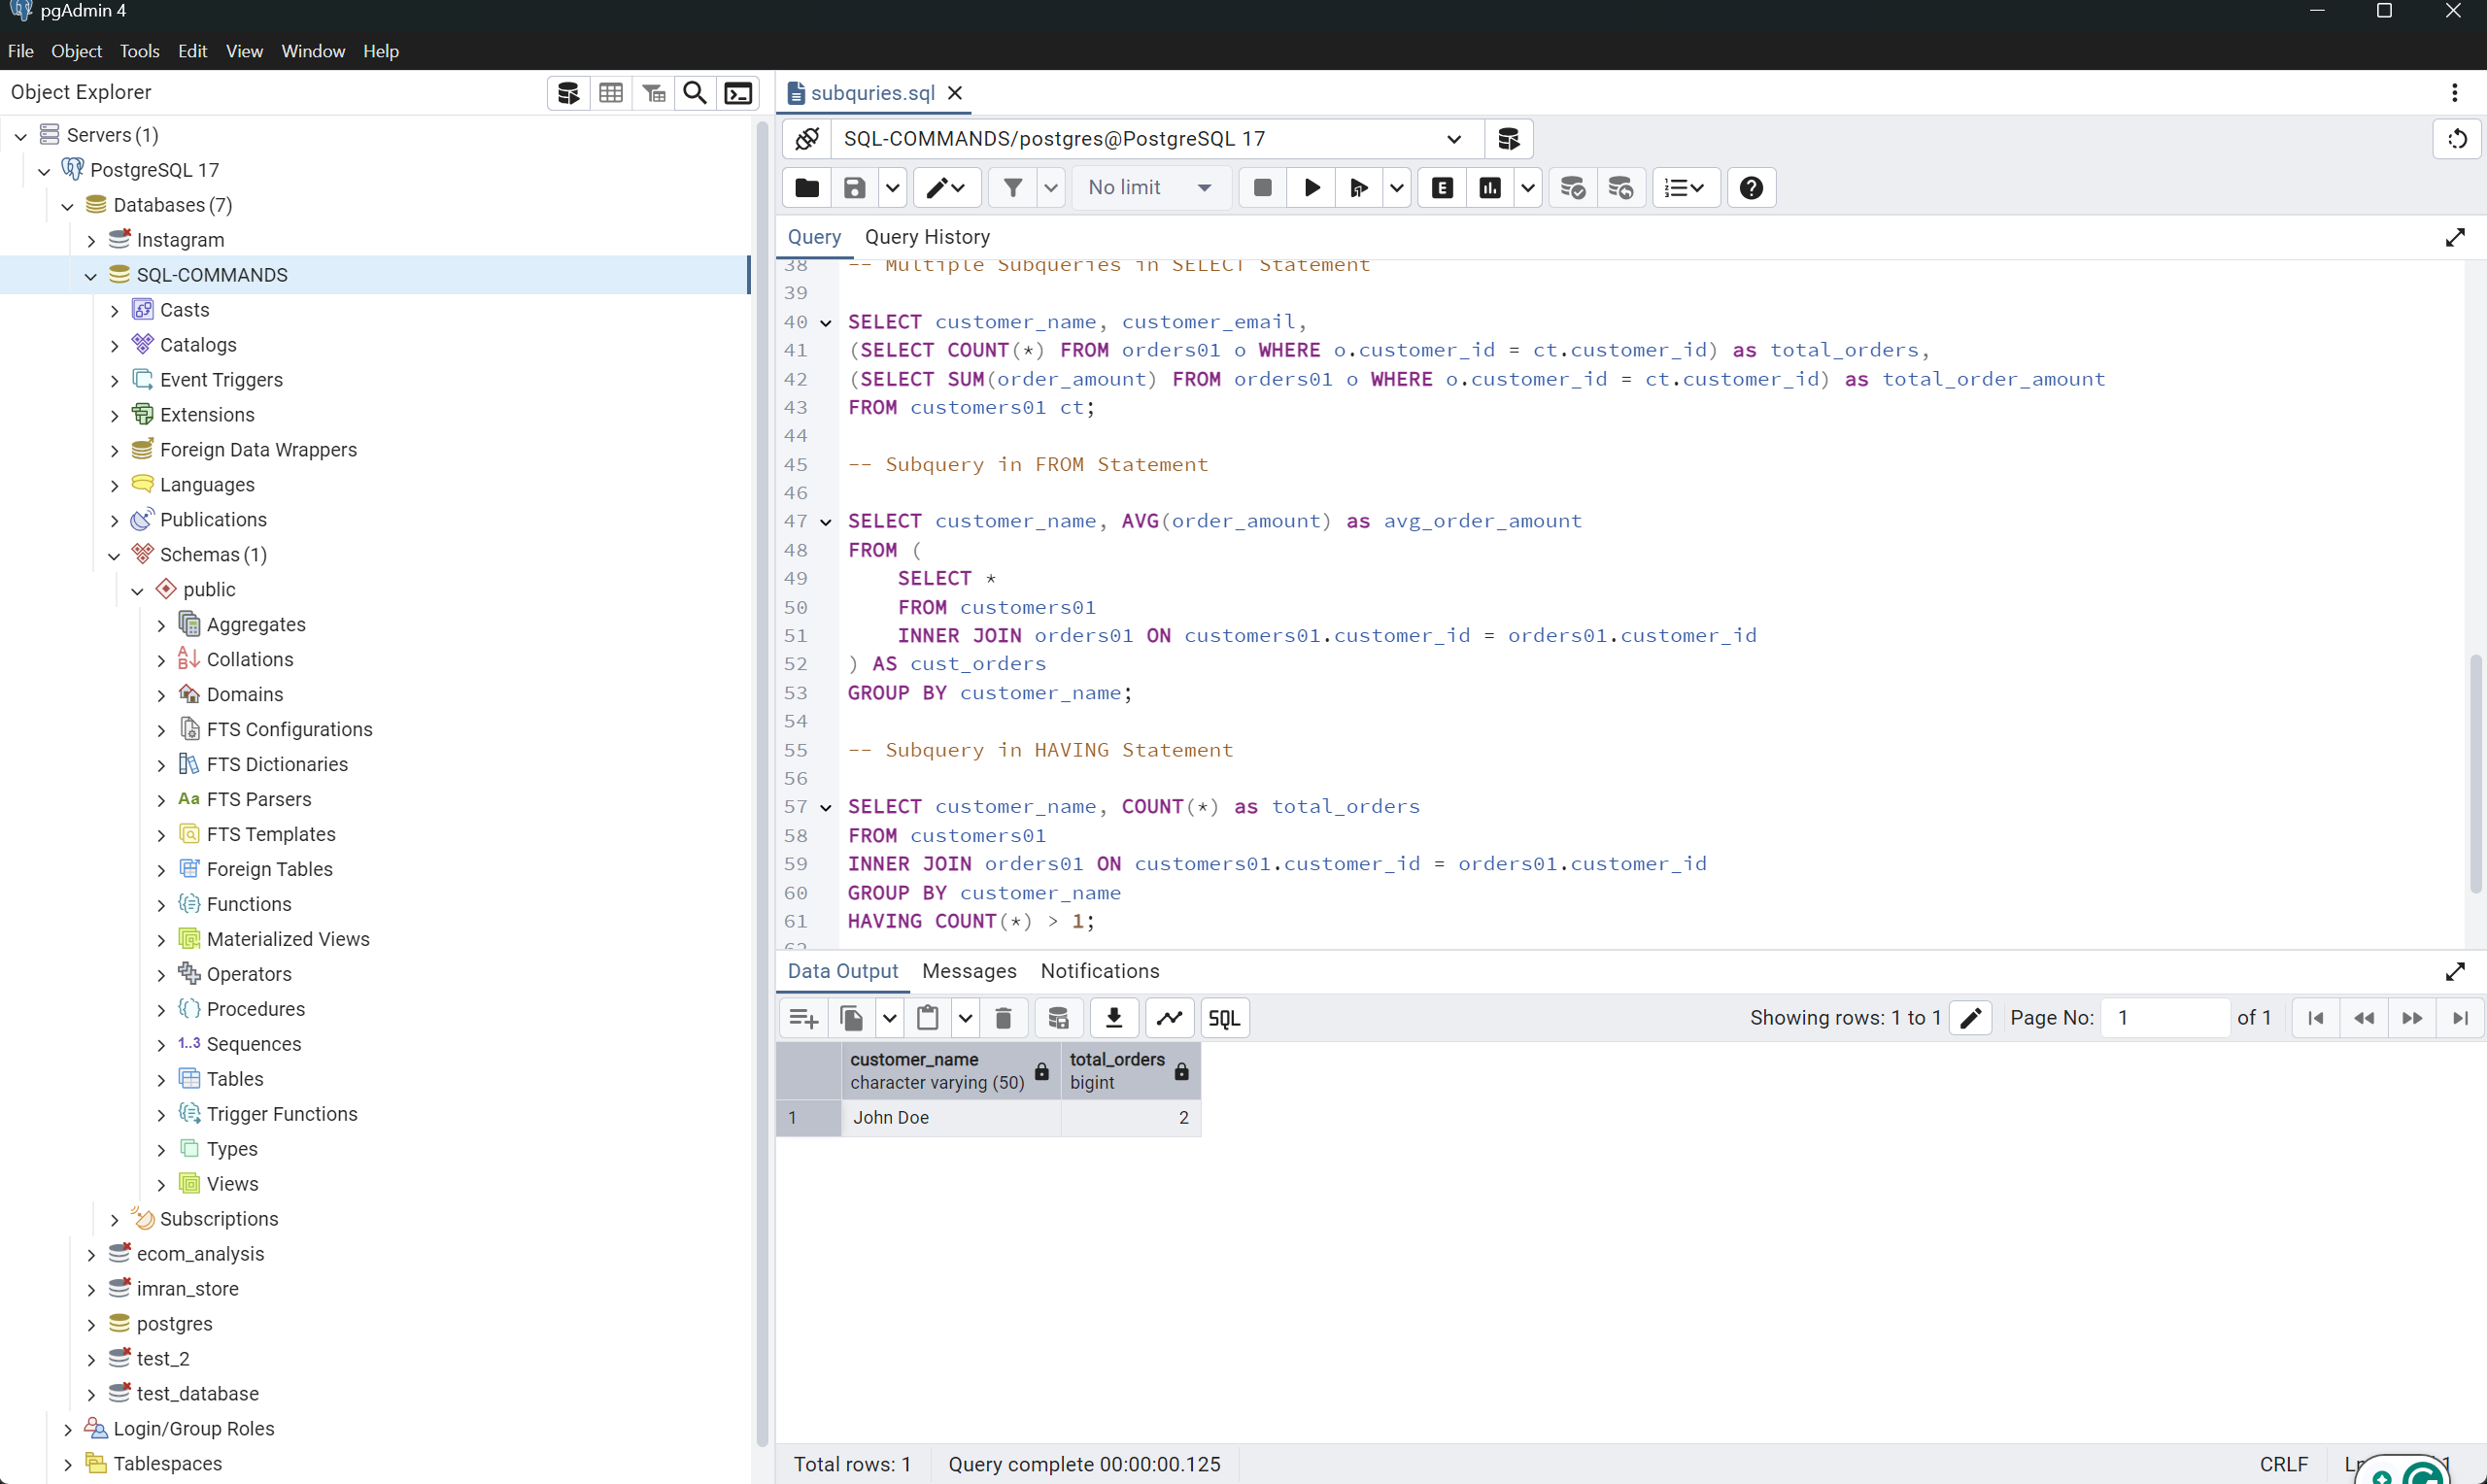 pgAdmin 4
File Object Tools Edit View Window Help
Object Explorer
Servers (1)
PostgreSQL 17
Databases (7)
Instagram
SQL-COMMANDS
Casts
Catalogs
Event Triggers
Extensions
Foreign Data Wrappers
Languages
Publications
Schemas (1)
public
Aggregates
Collations
Domains
FTS Configurations
FTS Dictionaries
Aa FTS Parsers
FTS Templates
Foreign Tables
Functions
Materialized Views
Operators
Procedures
1..3 Sequences
Tables
Trigger Functions
Types
Views
Subscriptions
ecom_analysis
imran_store
postgres
test_2
test_database
Login/Group Roles
Tablespaces
subquries.sql
SQL-COMMANDS/postgres@PostgreSQL 17
No limit
E
Query Query History
38 -- Multiple Subqueries in SELECT Statement
39
40 SELECT customer_name, customer_email,
41 (SELECT COUNT(*) FROM orders01 o WHERE o.customer_id = ct.customer_id) as total_orders,
42 (SELECT SUM(order_amount) FROM orders01 o WHERE o.customer_id = ct.customer_id) as total_order_amount
43 FROM customers01 ct;
44
45 -- Subquery in FROM Statement
46
47 SELECT customer_name, AVG(order_amount) as avg_order_amount
48 FROM (
49 SELECT *
50 FROM customers01
51 INNER JOIN orders01 ON customers01.customer_id = orders01.customer_id
52 ) AS cust_orders
53 GROUP BY customer_name;
54
55 -- Subquery in HAVING Statement
56
57 SELECT customer_name, COUNT(*) as total_orders
58 FROM customers01
59 INNER JOIN orders01 ON customers01.customer_id = orders01.customer_id
60 GROUP BY customer_name
61 HAVING COUNT(*) > 1;
Data Output Messages Notifications
SQL
Showing rows: 1 to 1 Page No: 1 of 1
customer_name total_orders
character varying (50) bigint
1 John Doe 2
Total rows: 1 Query complete 00:00:00.125 CRLF